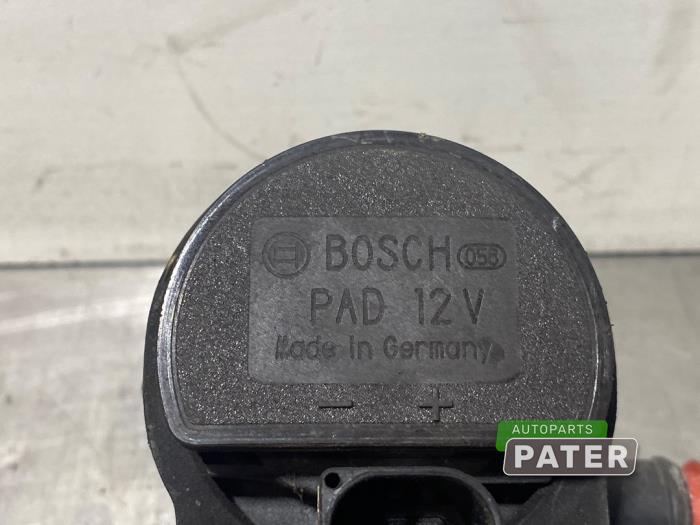 BOSCH 058
PAD 12V
Made in Germany
– +
AUTOPARTS
PATER